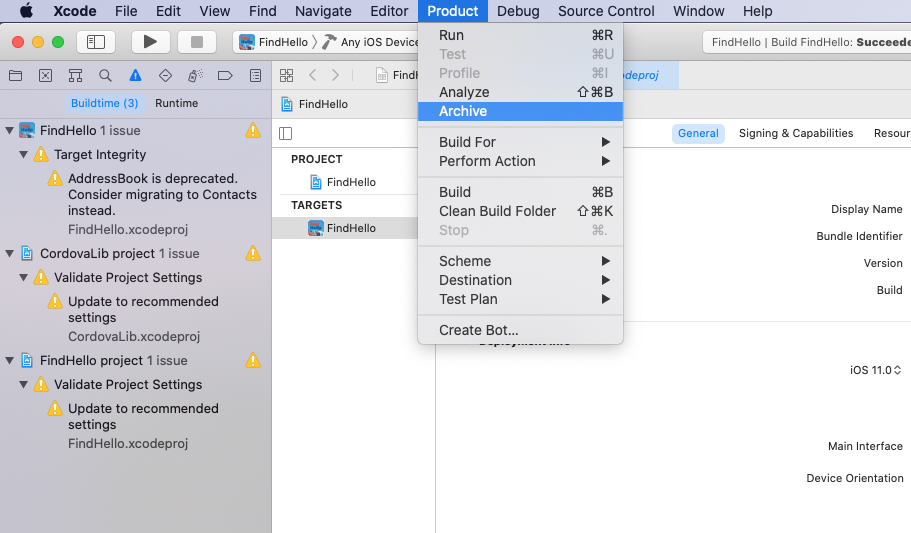 Xcode File Edit View Find Navigate Editor Product Debug Source Control Window Help
FindHello Any iOS Device
FindHello | Build FindHello: Succeede
Buildtime (3) Runtime
FindHello 1 issue
Target Integrity
AddressBook is deprecated.
Consider migrating to Contacts
instead.
FindHello.xcodeproj
CordovaLib project 1 issue
Validate Project Settings
Update to recommended
settings
CordovaLib.xcodeproj
FindHello project 1 issue
Validate Project Settings
Update to recommended
settings
FindHello.xcodeproj
FindH
codeproj
FindHello
PROJECT
FindHello
TARGETS
FindHello
Run ⌘R
Test ⌘U
Profile ⌘I
Analyze ⇧⌘B
Archive
Build For
Perform Action
Build ⌘B
Clean Build Folder ⇧⌘K
Stop ⌘.
Scheme
Destination
Test Plan
Create Bot...
General Signing & Capabilities Resour
Display Name
Bundle Identifier
Version
Build
iOS 11.0
Main Interface
Device Orientation